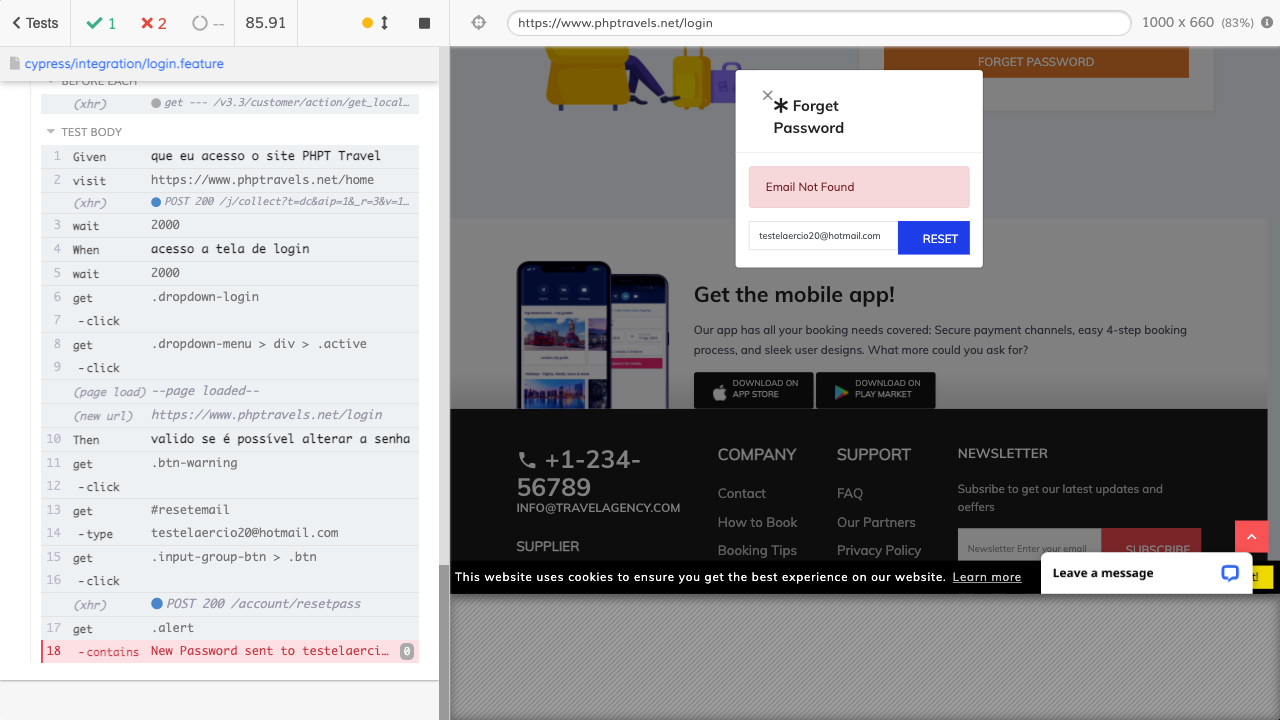 Tests
1
2
--
85.91
https://www.phptravels.net/login
1000 x 660 (83%)
cypress/integration/login.feature
BEFORE EACH
(xhr) get --- /v3.3/customer/action/get_local…
TEST BODY
1 Given que eu acesso o site PHPT Travel
2 visit https://www.phptravels.net/home
(xhr) POST 200 /j/collect?t=dc&aip=1&_r=3&v=1…
3 wait 2000
4 When acesso a tela de login
5 wait 2000
6 get .dropdown-login
7 -click
8 get .dropdown-menu > div > .active
9 -click
(page load) --page loaded--
(new url) https://www.phptravels.net/login
10 Then valido se é possível alterar a senha
11 get .btn-warning
12 -click
13 get #resetemail
14 -type testelaercio20@hotmail.com
15 get .input-group-btn > .btn
16 -click
(xhr) POST 200 /account/resetpass
17 get .alert
18 -contains New Password sent to testelaerci… 0
FORGET PASSWORD
×
Forget
Password
Email Not Found
testelaercio20@hotmail.com
RESET
Get the mobile app!
Our app has all your booking needs covered: Secure payment channels, easy 4-step booking
process, and sleek user designs. What more could you ask for?
DOWNLOAD ON
APP STORE
DOWNLOAD ON
PLAY MARKET
+1-234-
56789
INFO@TRAVELAGENCY.COM
SUPPLIER
COMPANY
Contact
How to Book
Booking Tips
SUPPORT
FAQ
Our Partners
Privacy Policy
NEWSLETTER
Subsribe to get our latest updates and
oeffers
Newsletter Enter your email
SUBSCRIBE
This website uses cookies to ensure you get the best experience on our website. Learn more
Leave a message